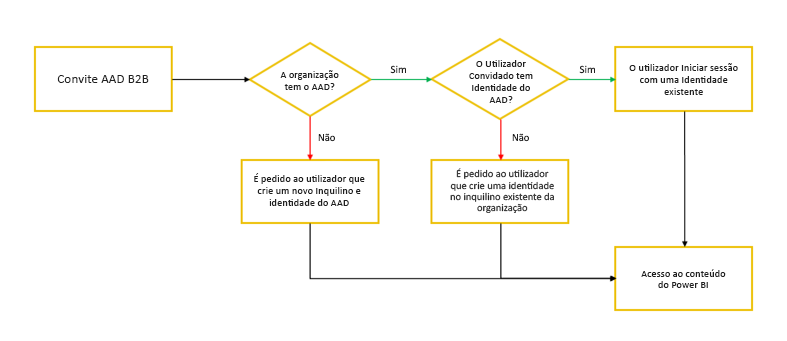 Convite AAD B2B
A organização
tem o AAD?
Sim
O Utilizador
Convidado tem
Identidade do
AAD?
Sim
O utilizador Iniciar sessão
com uma Identidade
existente
Não
Não
É pedido ao utilizador que
crie um novo Inquilino e
identidade do AAD
É pedido ao utilizador
que crie uma identidade
no inquilino existente da
organização
Acesso ao conteúdo
do Power BI